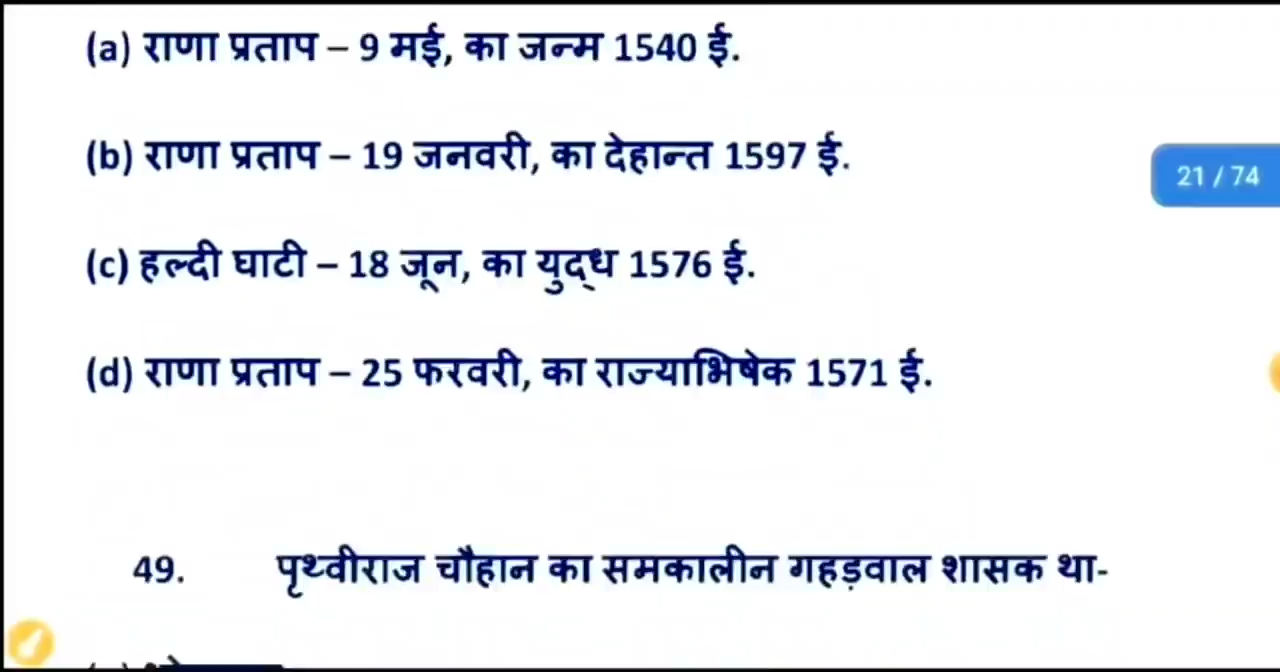 (a) राणा प्रताप – 9 मई, का जन्म 1540 ई.
(b) राणा प्रताप – 19 जनवरी, का देहान्त 1597 ई.
21 / 74
(c) हल्दी घाटी – 18 जून, का युद्ध 1576 ई.
(d) राणा प्रताप – 25 फरवरी, का राज्याभिषेक 1571 ई.
49. पृथ्वीराज चौहान का समकालीन गहड़वाल शासक था-